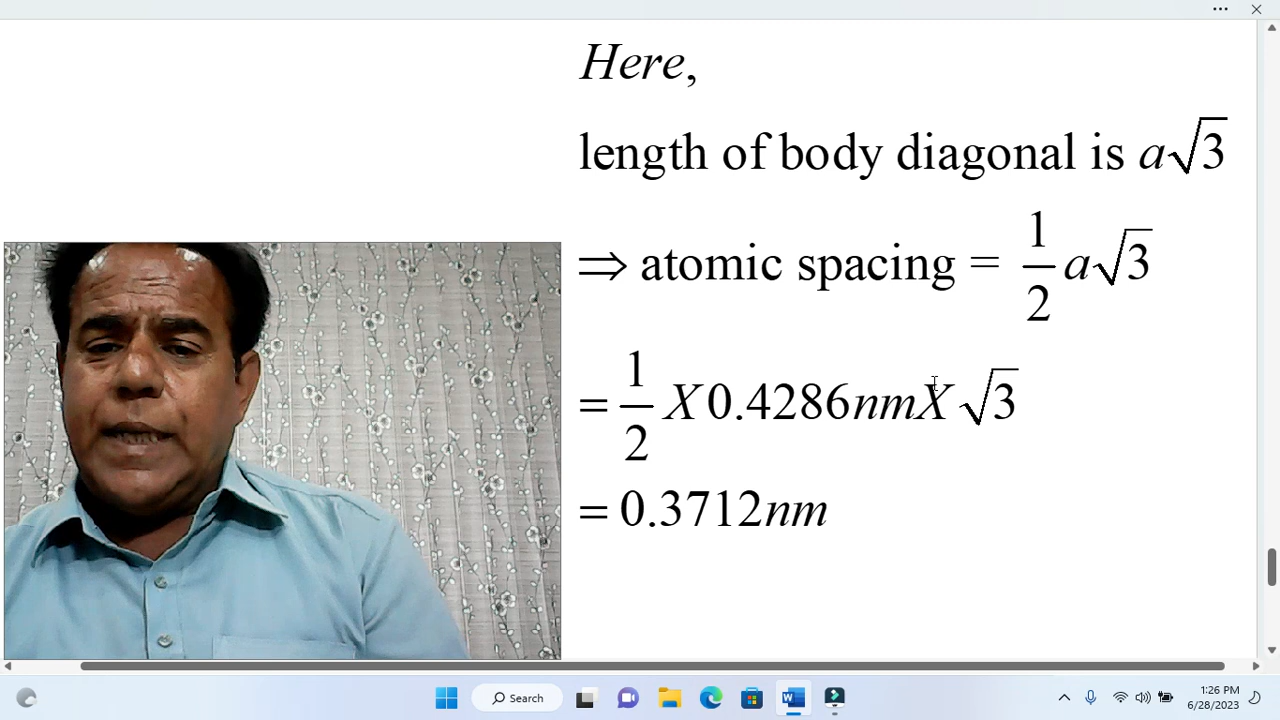 Here,
length of body diagonal is a√3
⇒ atomic spacing = 1/2 a√3
= 1/2 X 0.4286nmX √3
= 0.3712nm
Search
1:26 PM
6/28/2023